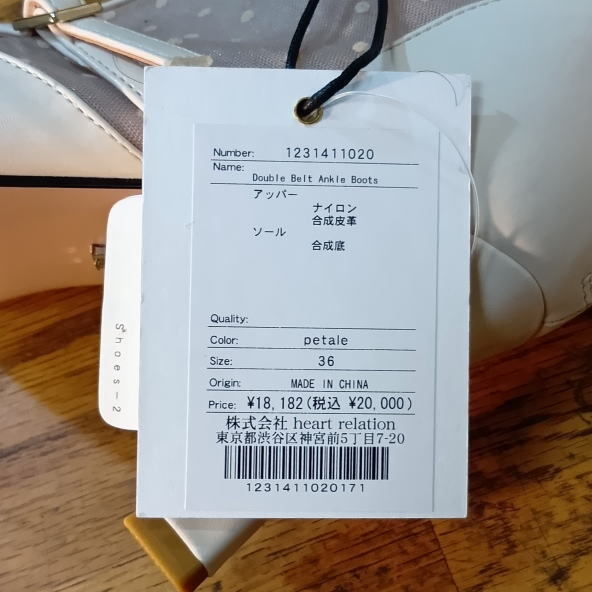 Number: 1231411020
Name:
Double Belt Ankle Boots
アッパー
ナイロン
合成皮革
ソール
合成底
Quality:
Color: petale
Size: 36
Origin: MADE IN CHINA
Price: ¥18,182(税込 ¥20,000)
株式会社 heart relation
東京都渋谷区神宮前5丁目7-20
1231411020171
Shoes-2